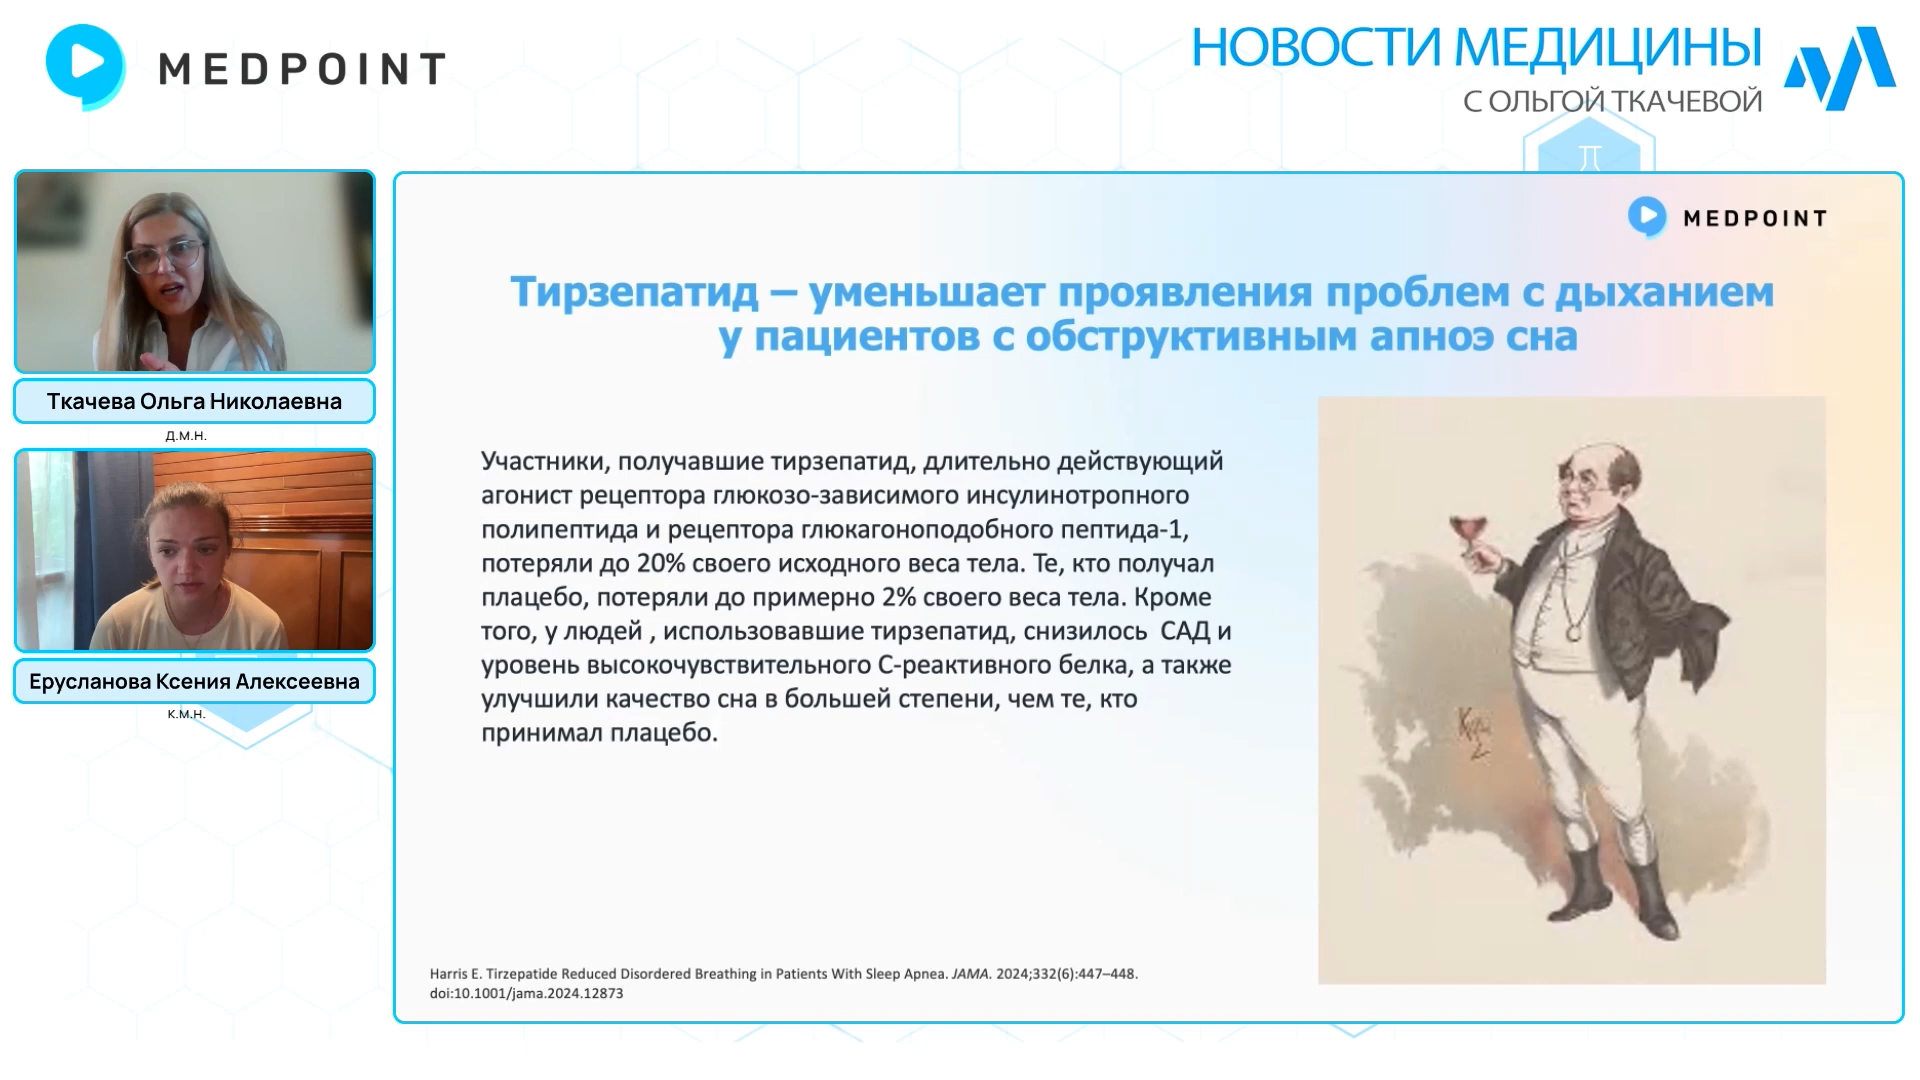 MEDPOINT
НОВОСТИ МЕДИЦИНЫ
С ОЛЬГОЙ ТКАЧЕВОЙ
Ткачева Ольга Николаевна
д.м.н.
Ерусланова Ксения Алексеевна
к.м.н.
MEDPOINT
Тирзепатид – уменьшает проявления проблем с дыханием
у пациентов с обструктивным апноэ сна
Участники, получавшие тирзепатид, длительно действующий
агонист рецептора глюкозо-зависимого инсулинотропного
полипептида и рецептора глюкагоноподобного пептида-1,
потеряли до 20% своего исходного веса тела. Те, кто получал
плацебо, потеряли до примерно 2% своего веса тела. Кроме
того, у людей , использовавшие тирзепатид, снизилось  САД и
уровень высокочувствительного С-реактивного белка, а также
улучшили качество сна в большей степени, чем те, кто
принимал плацебо.
Harris E. Tirzepatide Reduced Disordered Breathing in Patients With Sleep Apnea. JAMA. 2024;332(6):447–448.
doi:10.1001/jama.2024.12873